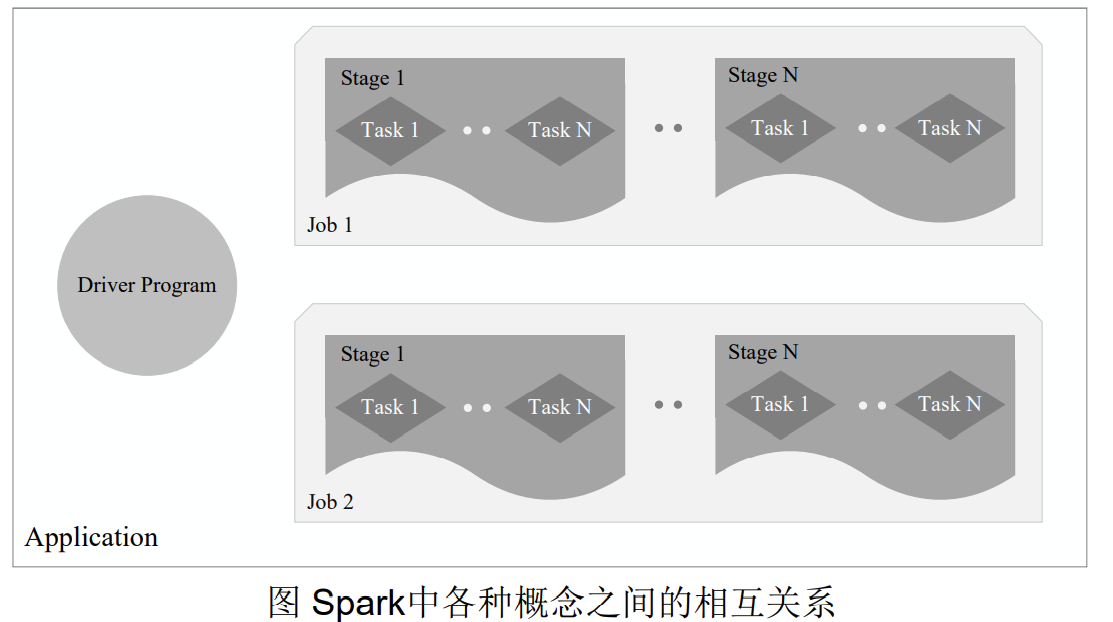 Stage 1
Task 1
Task N
Stage N
Task 1
Task N
Job 1
Driver Program
Stage 1
Task 1
Task N
Stage N
Task 1
Task N
Job 2
Application
图 Spark中各种概念之间的相互关系